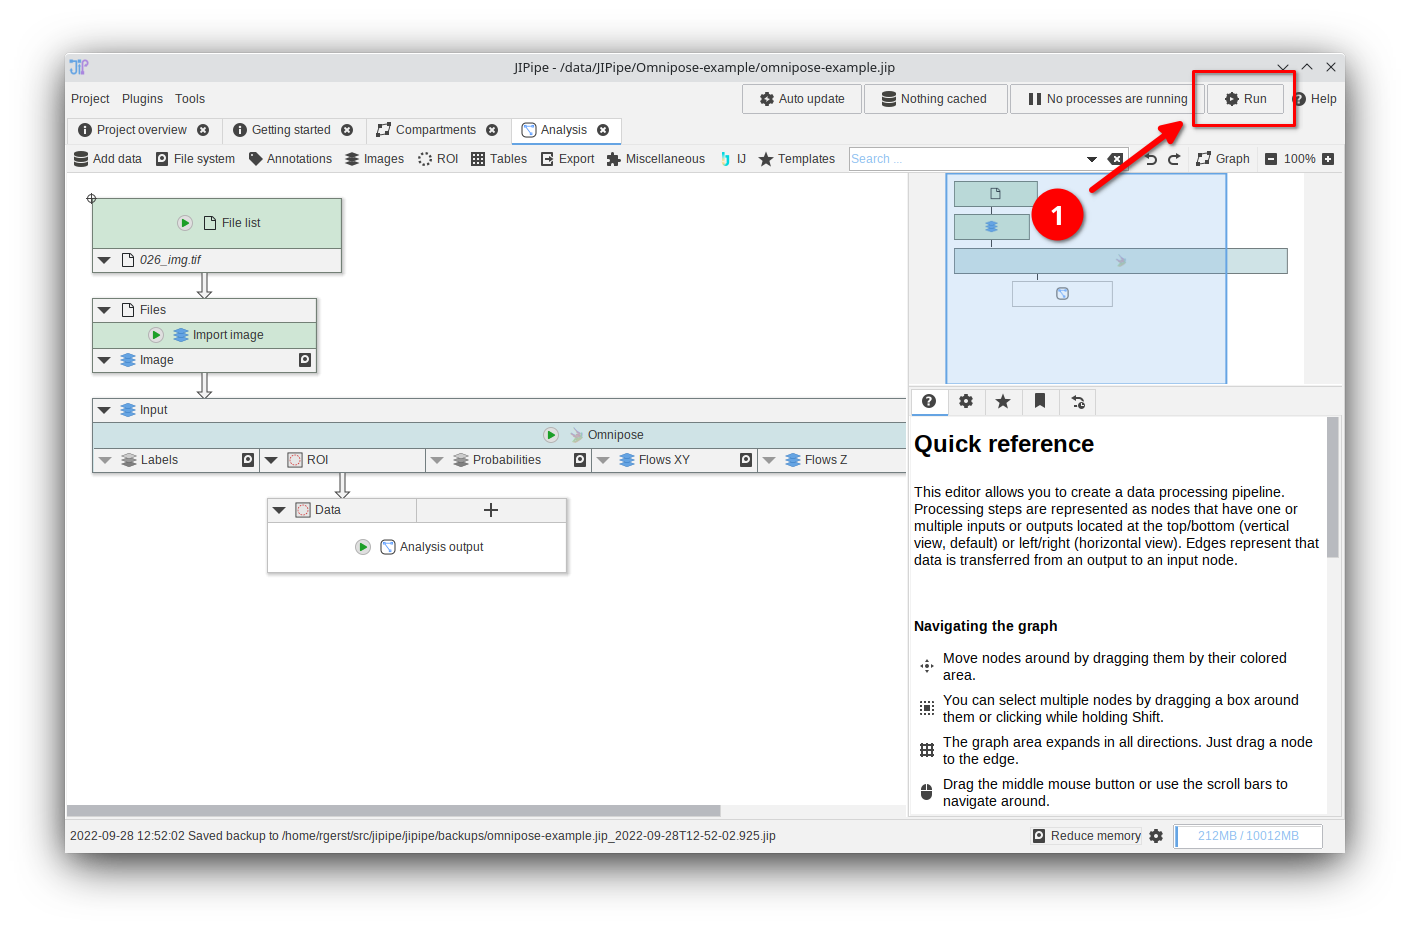 JIPipe - /data/JIPipe/Omnipose-example/omnipose-example.jip
Project Plugins Tools
Auto update Nothing cached No processes are running Run Help
Project overview Getting started Compartments Analysis
Add data File system Annotations Images ROI Tables Export Miscellaneous IJ Templates Search ... Graph 100%
1
File list
026_img.tif
Files
Import image
Image
Input
Omnipose
Labels ROI Probabilities Flows XY Flows Z
Data
Analysis output
Quick reference
This editor allows you to create a data processing pipeline.
Processing steps are represented as nodes that have one or
multiple inputs or outputs located at the top/bottom (vertical
view, default) or left/right (horizontal view). Edges represent that
data is transferred from an output to an input node.
Navigating the graph
Move nodes around by dragging them by their colored
area.
You can select multiple nodes by dragging a box around
them or clicking while holding Shift.
The graph area expands in all directions. Just drag a node
to the edge.
Drag the middle mouse button or use the scroll bars to
navigate around.
2022-09-28 12:52:02 Saved backup to /home/rgerst/src/jipipe/jipipe/backups/omnipose-example.jip_2022-09-28T12-52-02.925.jip
Reduce memory 212MB / 10012MB